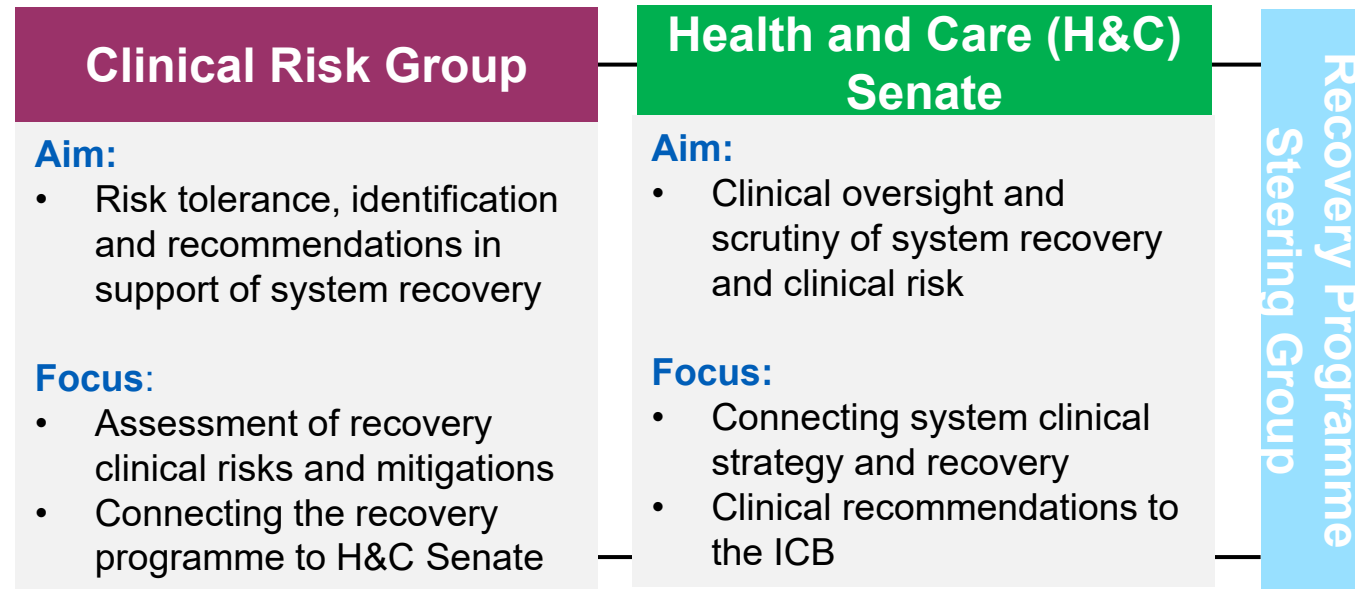 Clinical Risk Group
Aim:
• Risk tolerance, identification
and recommendations in
support of system recovery
Focus:
• Assessment of recovery
clinical risks and mitigations
• Connecting the recovery
programme to H&C Senate
Health and Care (H&C)
Senate
Aim:
• Clinical oversight and
scrutiny of system recovery
and clinical risk
Focus:
• Connecting system clinical
strategy and recovery
• Clinical recommendations to
the ICB
Recovery Programme
Steering Group